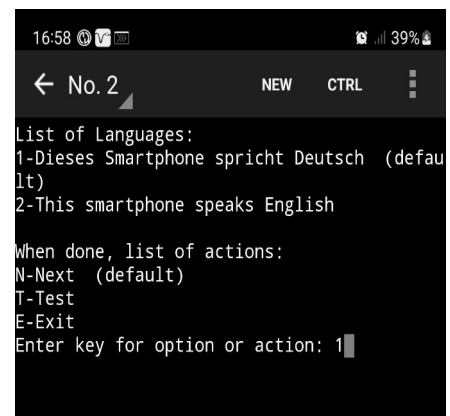 16:58 39%
No. 2 NEW CTRL
List of Languages:
1-Dieses Smartphone spricht Deutsch  (defau
lt)
2-This smartphone speaks English
When done, list of actions:
N-Next  (default)
T-Test
E-Exit
Enter key for option or action: 1